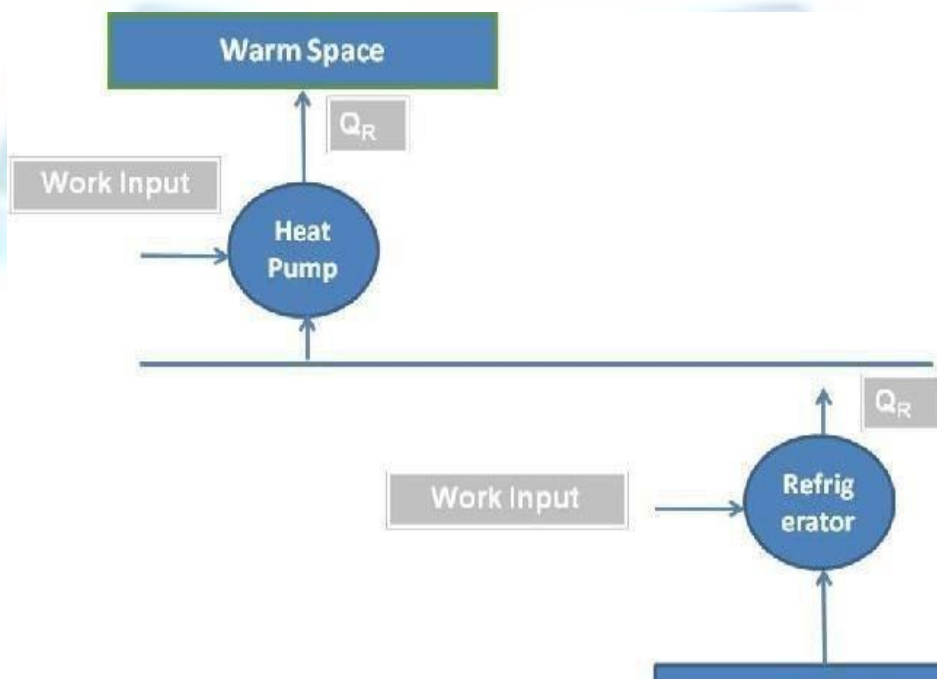 Warm Space
QR
Work Input
Heat
Pump
QR
Work Input
Refrig
erator